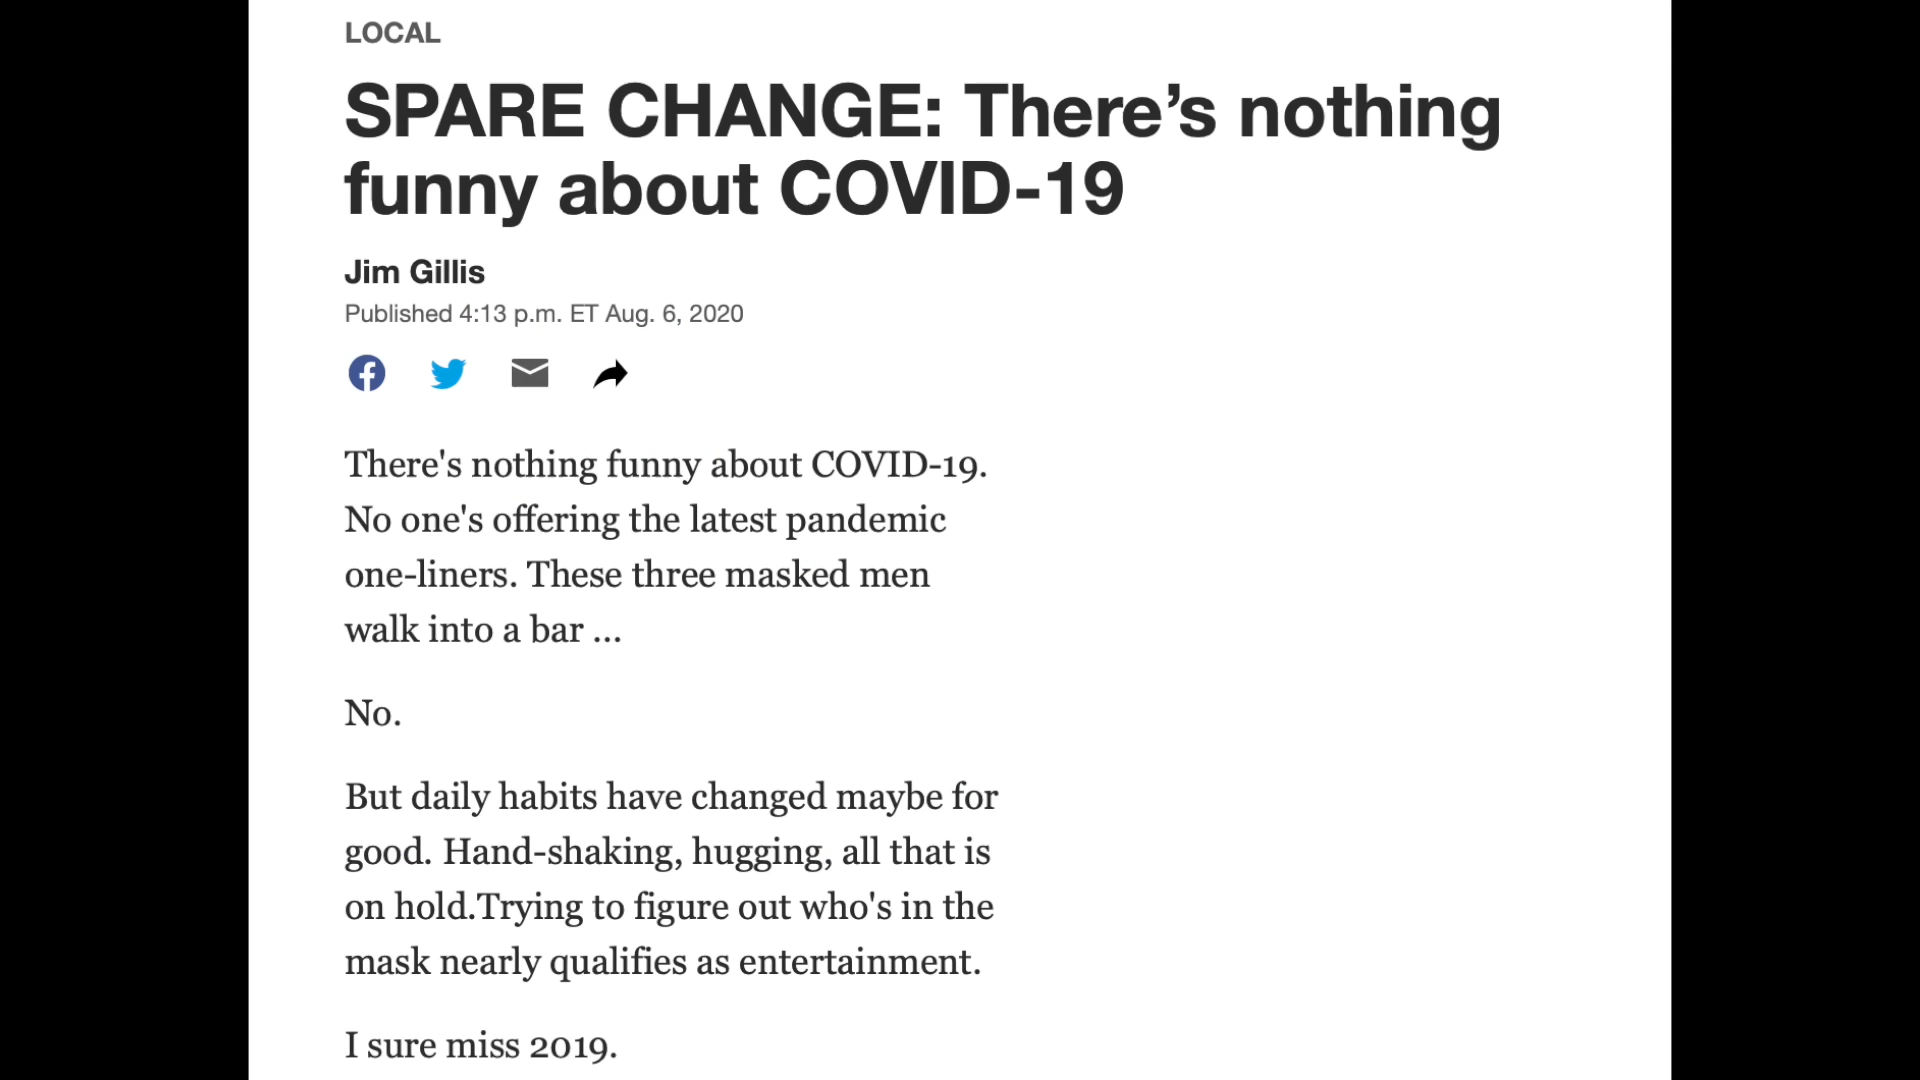 LOCAL
SPARE CHANGE: There’s nothing
funny about COVID-19
Jim Gillis
Published 4:13 p.m. ET Aug. 6, 2020
There's nothing funny about COVID-19.
No one's offering the latest pandemic
one-liners. These three masked men
walk into a bar ...
No.
But daily habits have changed maybe for
good. Hand-shaking, hugging, all that is
on hold.Trying to figure out who's in the
mask nearly qualifies as entertainment.
I sure miss 2019.